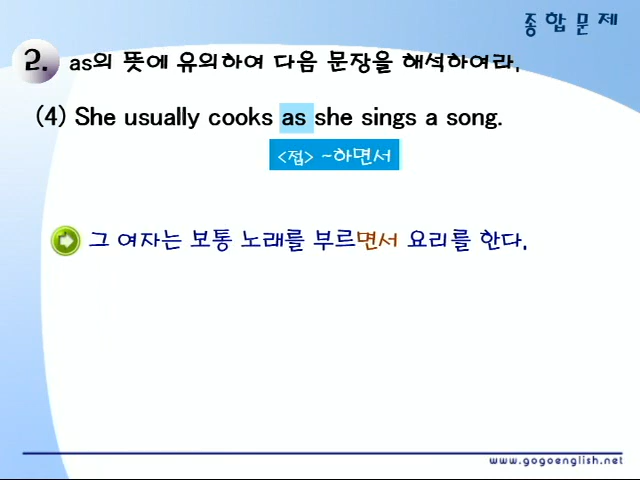 종합문제
2. as의 뜻에 유의하여 다음 문장을 해석하여라.
(4) She usually cooks as she sings a song.
<접> ~하면서
그 여자는 보통 노래를 부르면서 요리를 한다.
www.gogoenglish.net